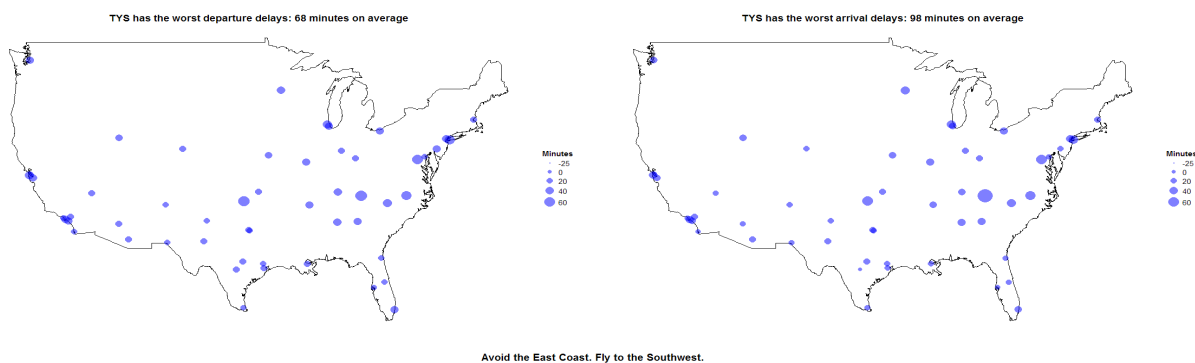 TYS has the worst departure delays: 68 minutes on average
Minutes
-25
0
20
40
60
TYS has the worst arrival delays: 98 minutes on average
Minutes
-25
0
20
40
60
Avoid the East Coast. Fly to the Southwest.